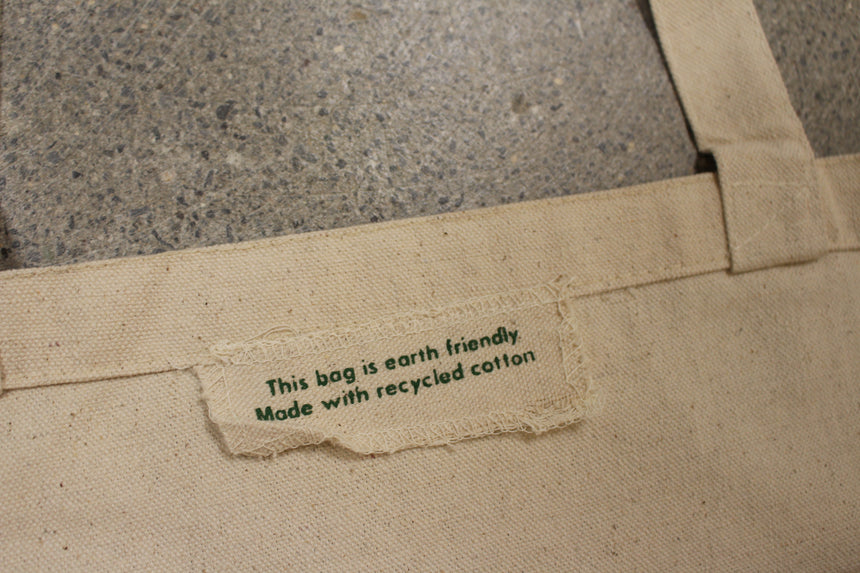 This bag is earth friendly
Made with recycled cotton